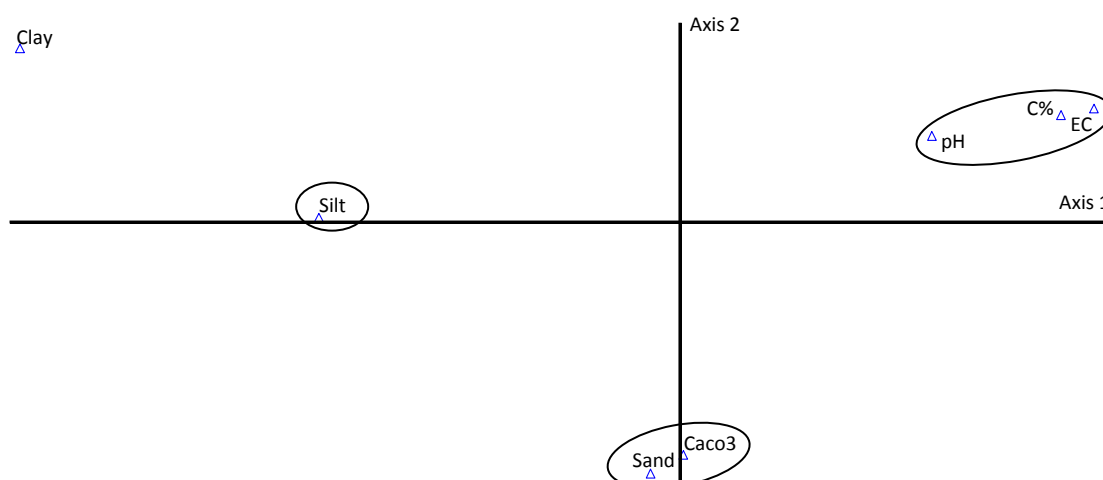 Axis 2
Clay
C%
EC
pH
Silt
Axis 1
Caco3
Sand